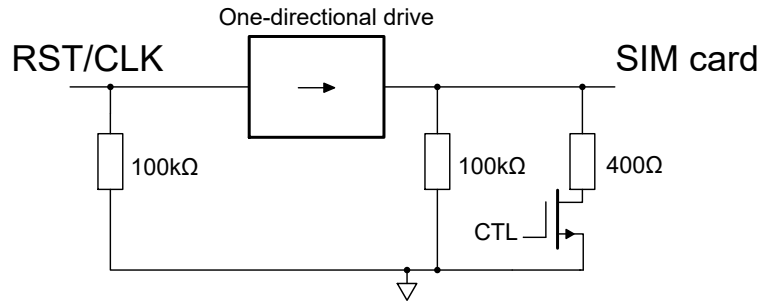 One-directional drive
RST/CLK
SIM card
100kΩ
100kΩ
400Ω
CTL